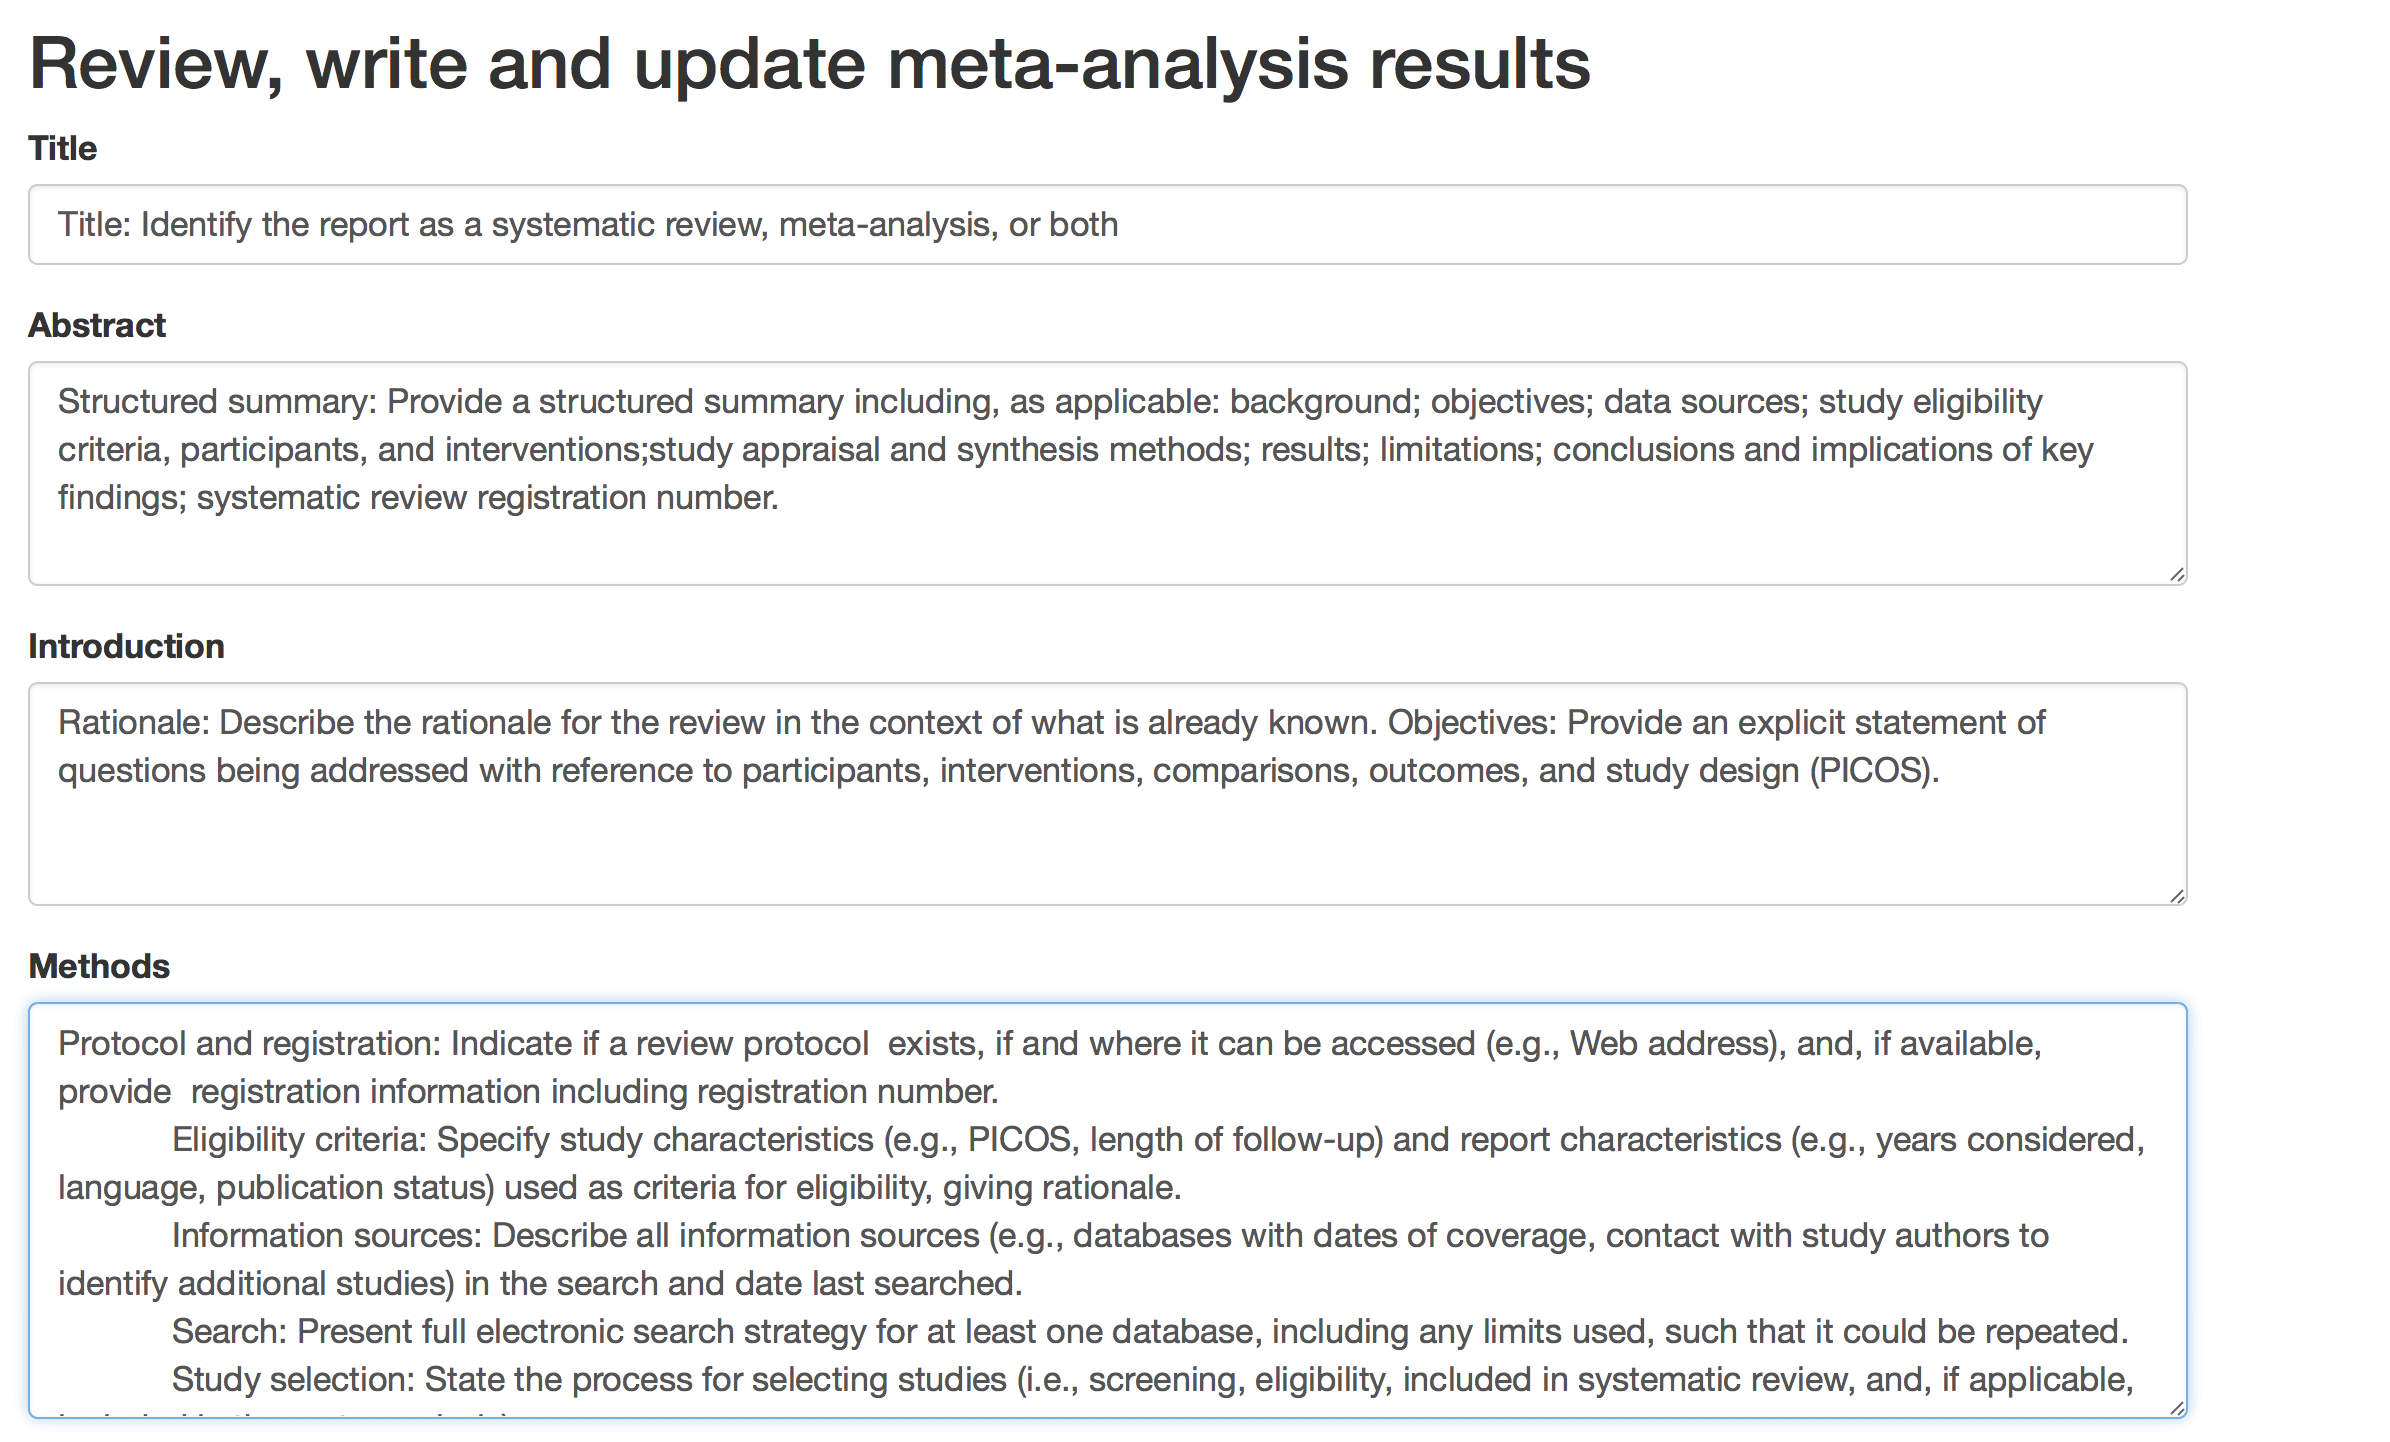 Review, write and update meta-analysis results
Title
Title: Identify the report as a systematic review, meta-analysis, or both
Abstract
Structured summary: Provide a structured summary including, as applicable: background; objectives; data sources; study eligibility
criteria, participants, and interventions;study appraisal and synthesis methods; results; limitations; conclusions and implications of key
findings; systematic review registration number.
Introduction
Rationale: Describe the rationale for the review in the context of what is already known. Objectives: Provide an explicit statement of
questions being addressed with reference to participants, interventions, comparisons, outcomes, and study design (PICOS).
Methods
Protocol and registration: Indicate if a review protocol  exists, if and where it can be accessed (e.g., Web address), and, if available,
provide  registration information including registration number.
Eligibility criteria: Specify study characteristics (e.g., PICOS, length of follow-up) and report characteristics (e.g., years considered,
language, publication status) used as criteria for eligibility, giving rationale.
Information sources: Describe all information sources (e.g., databases with dates of coverage, contact with study authors to
identify additional studies) in the search and date last searched.
Search: Present full electronic search strategy for at least one database, including any limits used, such that it could be repeated.
Study selection: State the process for selecting studies (i.e., screening, eligibility, included in systematic review, and, if applicable,